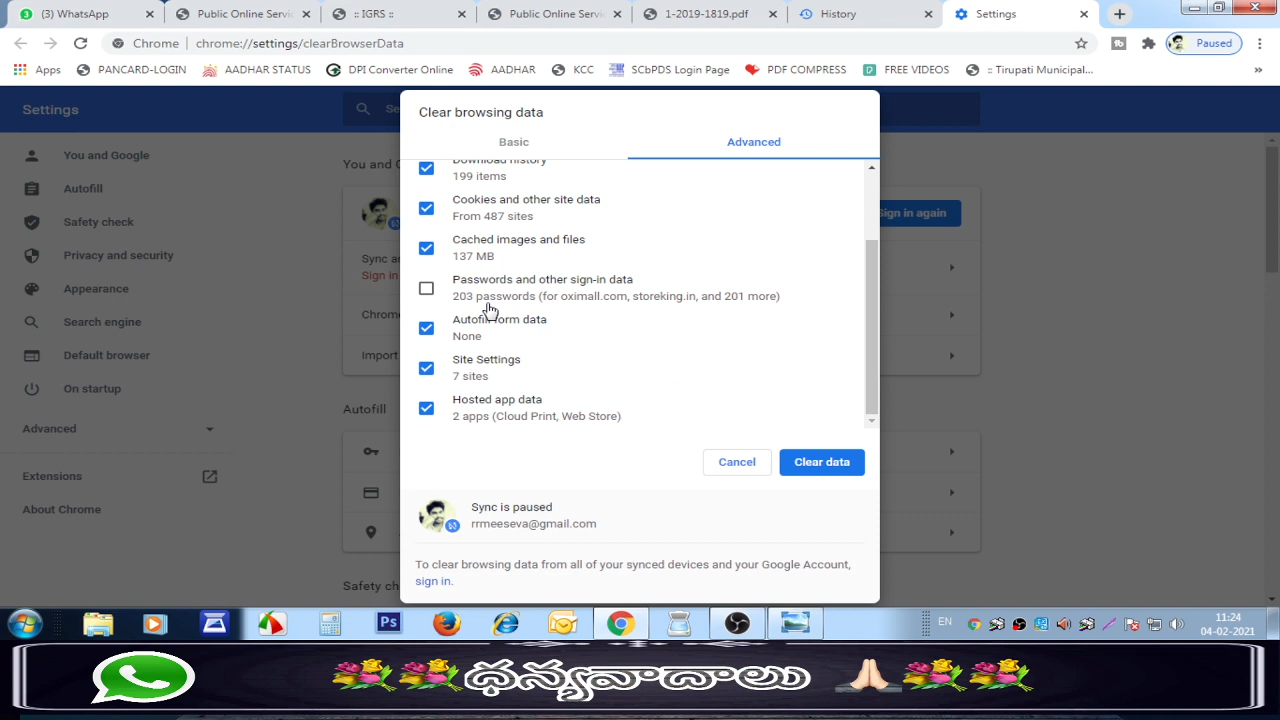 (3) WhatsApp
Public Online Servic
:: IGRS ::
Public Online Servic
1-2019-1819.pdf
History
Settings
Chrome | chrome://settings/clearBrowserData
Paused
Apps
PANCARD-LOGIN
AADHAR STATUS
DPI Converter Online
AADHAR
KCC
SCbPDS Login Page
PDF COMPRESS
FREE VIDEOS
:: Tirupati Municipal...
»
Settings
Se
You and Google
Autofill
Safety check
Privacy and security
Appearance
Search engine
Default browser
On startup
Advanced
Extensions
About Chrome
You and G
Sign in again
Sync an
Sign in
Chrome
Import
Autofill
Safety ch
Clear browsing data
Basic
Advanced
Download history
199 items
Cookies and other site data
From 487 sites
Cached images and files
137 MB
Passwords and other sign-in data
203 passwords (for oximall.com, storeking.in, and 201 more)
Autofill form data
None
Site Settings
7 sites
Hosted app data
2 apps (Cloud Print, Web Store)
Cancel
Clear data
Sync is paused
rrmeeseva@gmail.com
To clear browsing data from all of your synced devices and your Google Account,
sign in.
Ps
EN
11:24
04-02-2021
ధన్యవాదాలు